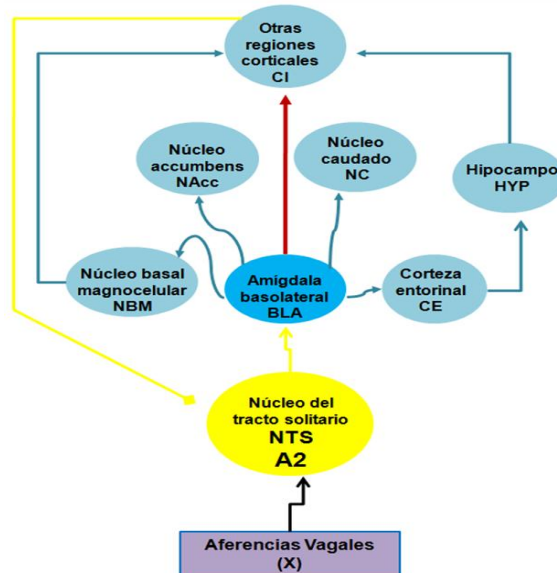 Otras
regiones
corticales
CI
Núcleo
accumbens
NAcc
Núcleo
caudado
NC
Hipocampo
HYP
Núcleo basal
magnocelular
NBM
Amígdala
basolateral
BLA
Corteza
entorinal
CE
Núcleo del
tracto solitario
NTS
A2
Aferencias Vagales
(X)